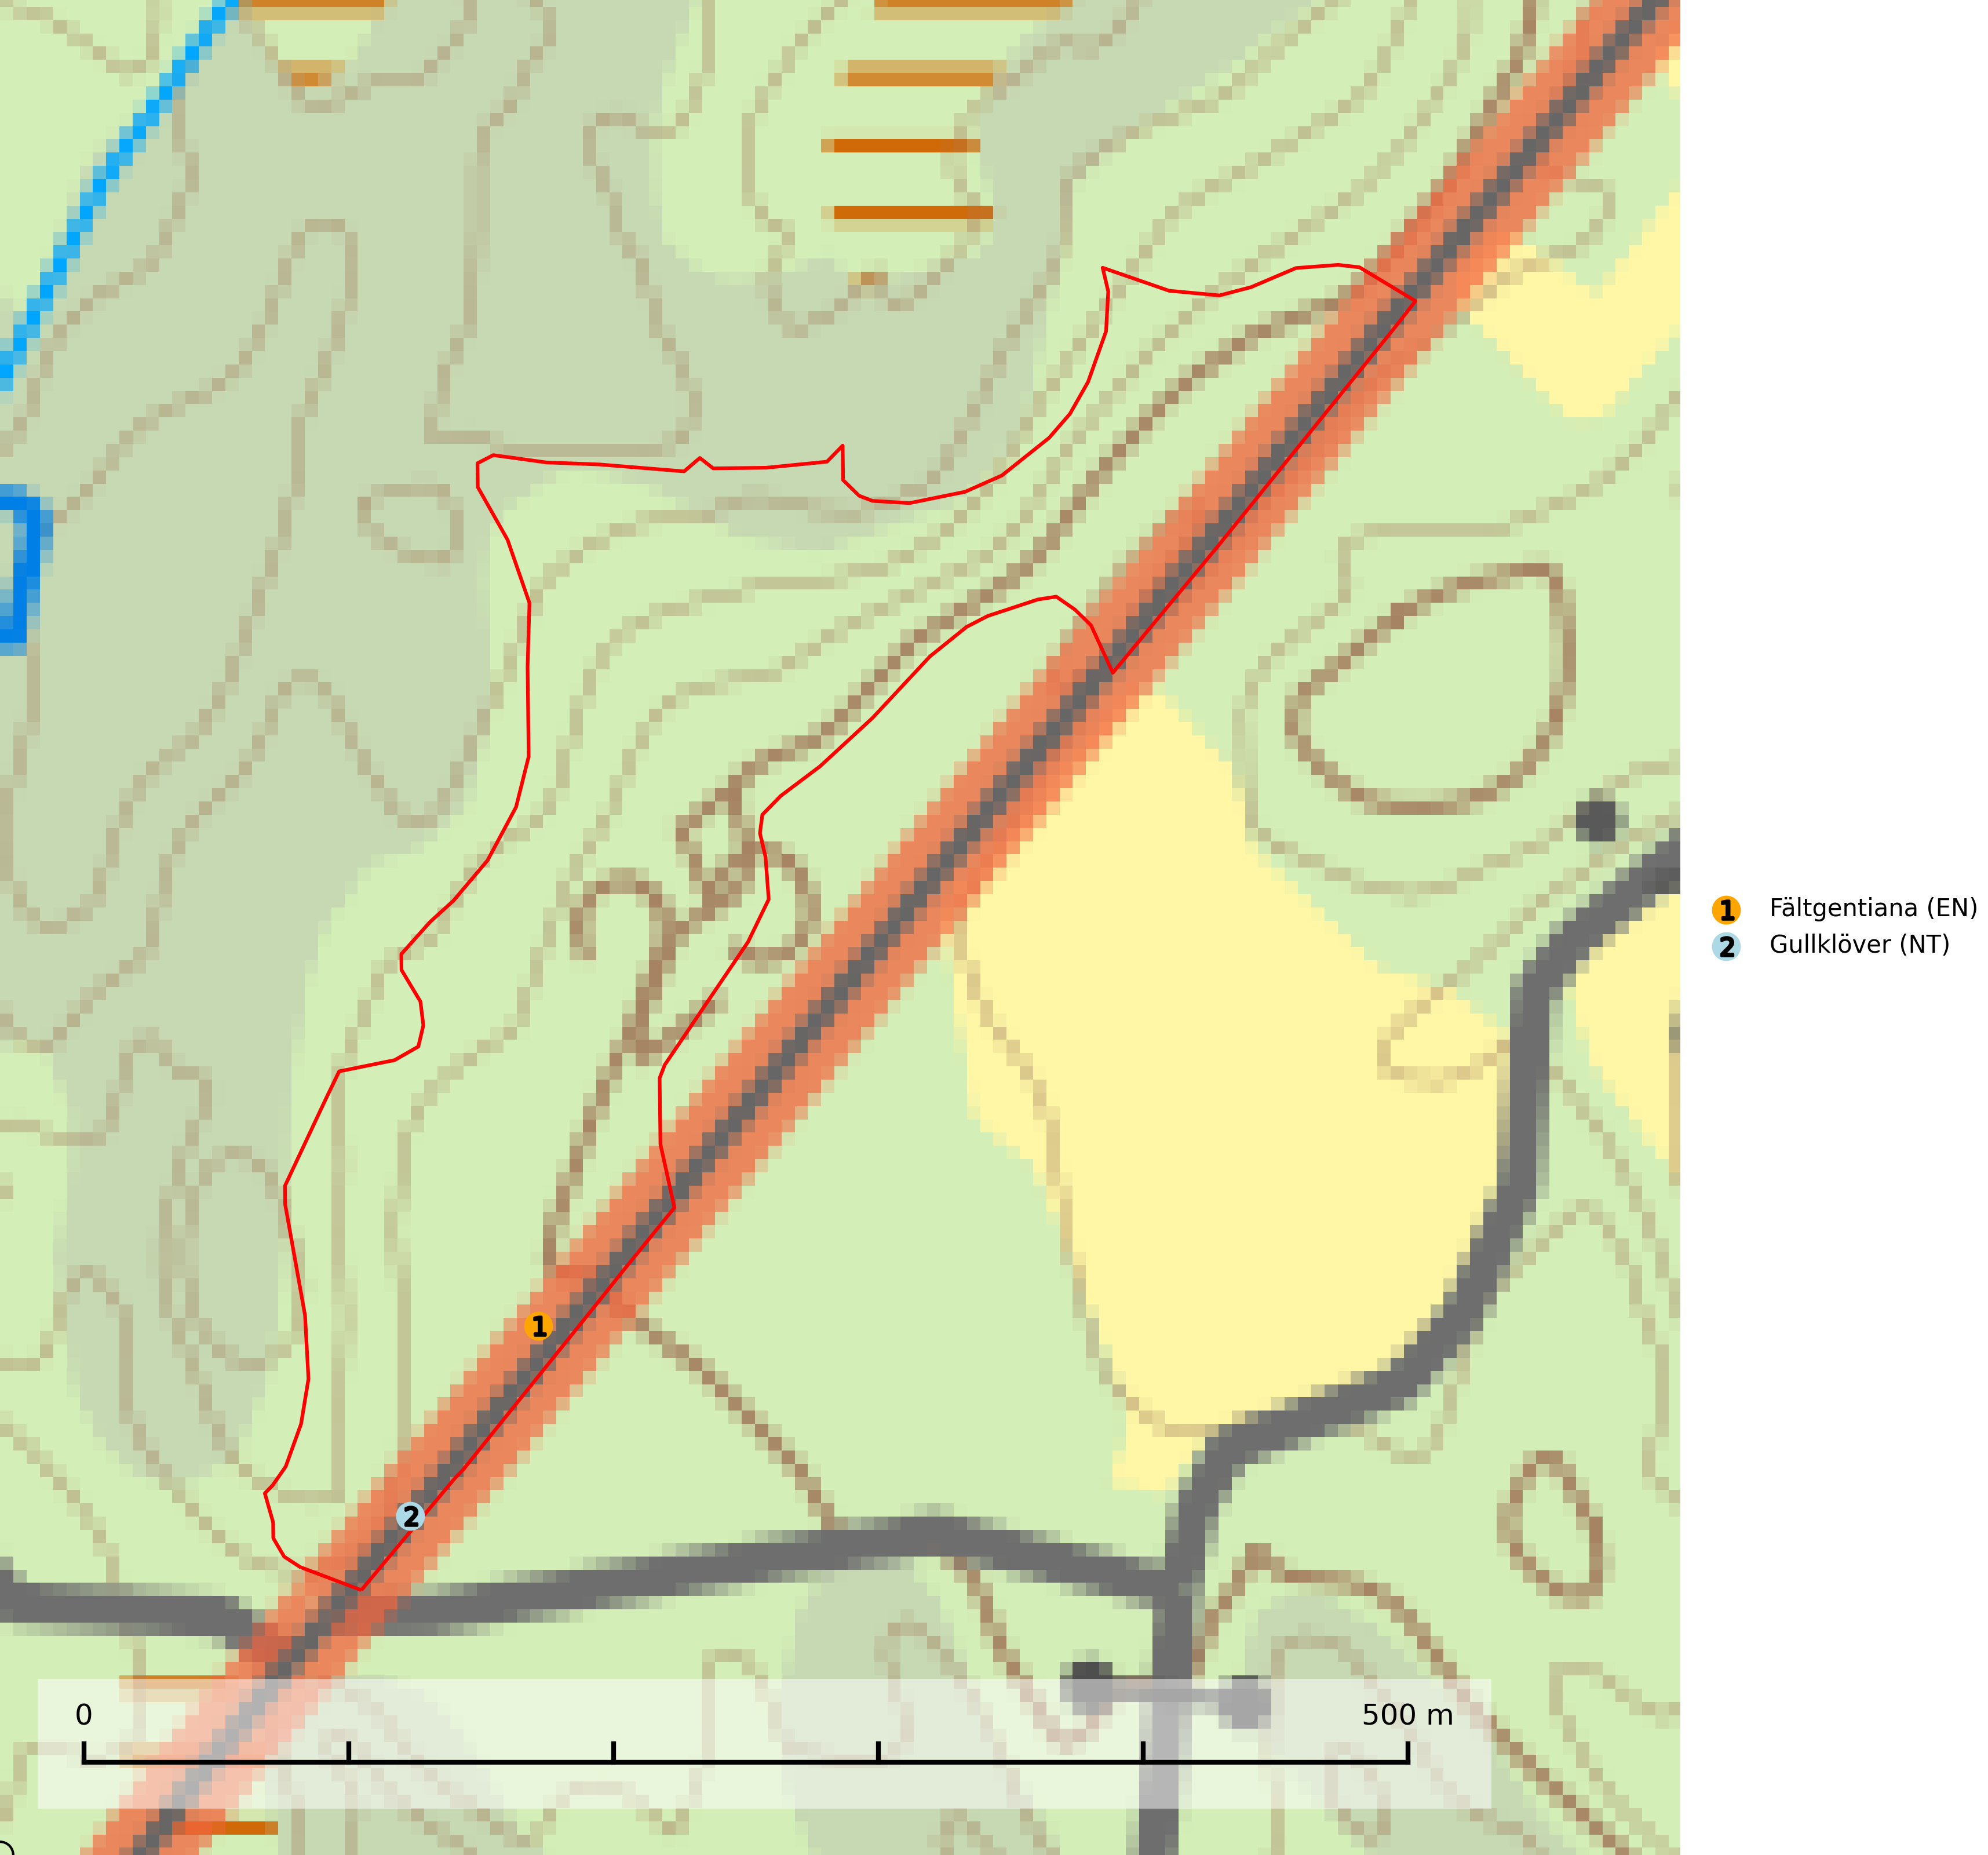 1 Fältgentiana (EN)
2 Gullklöver (NT)
1
2
0 500 m